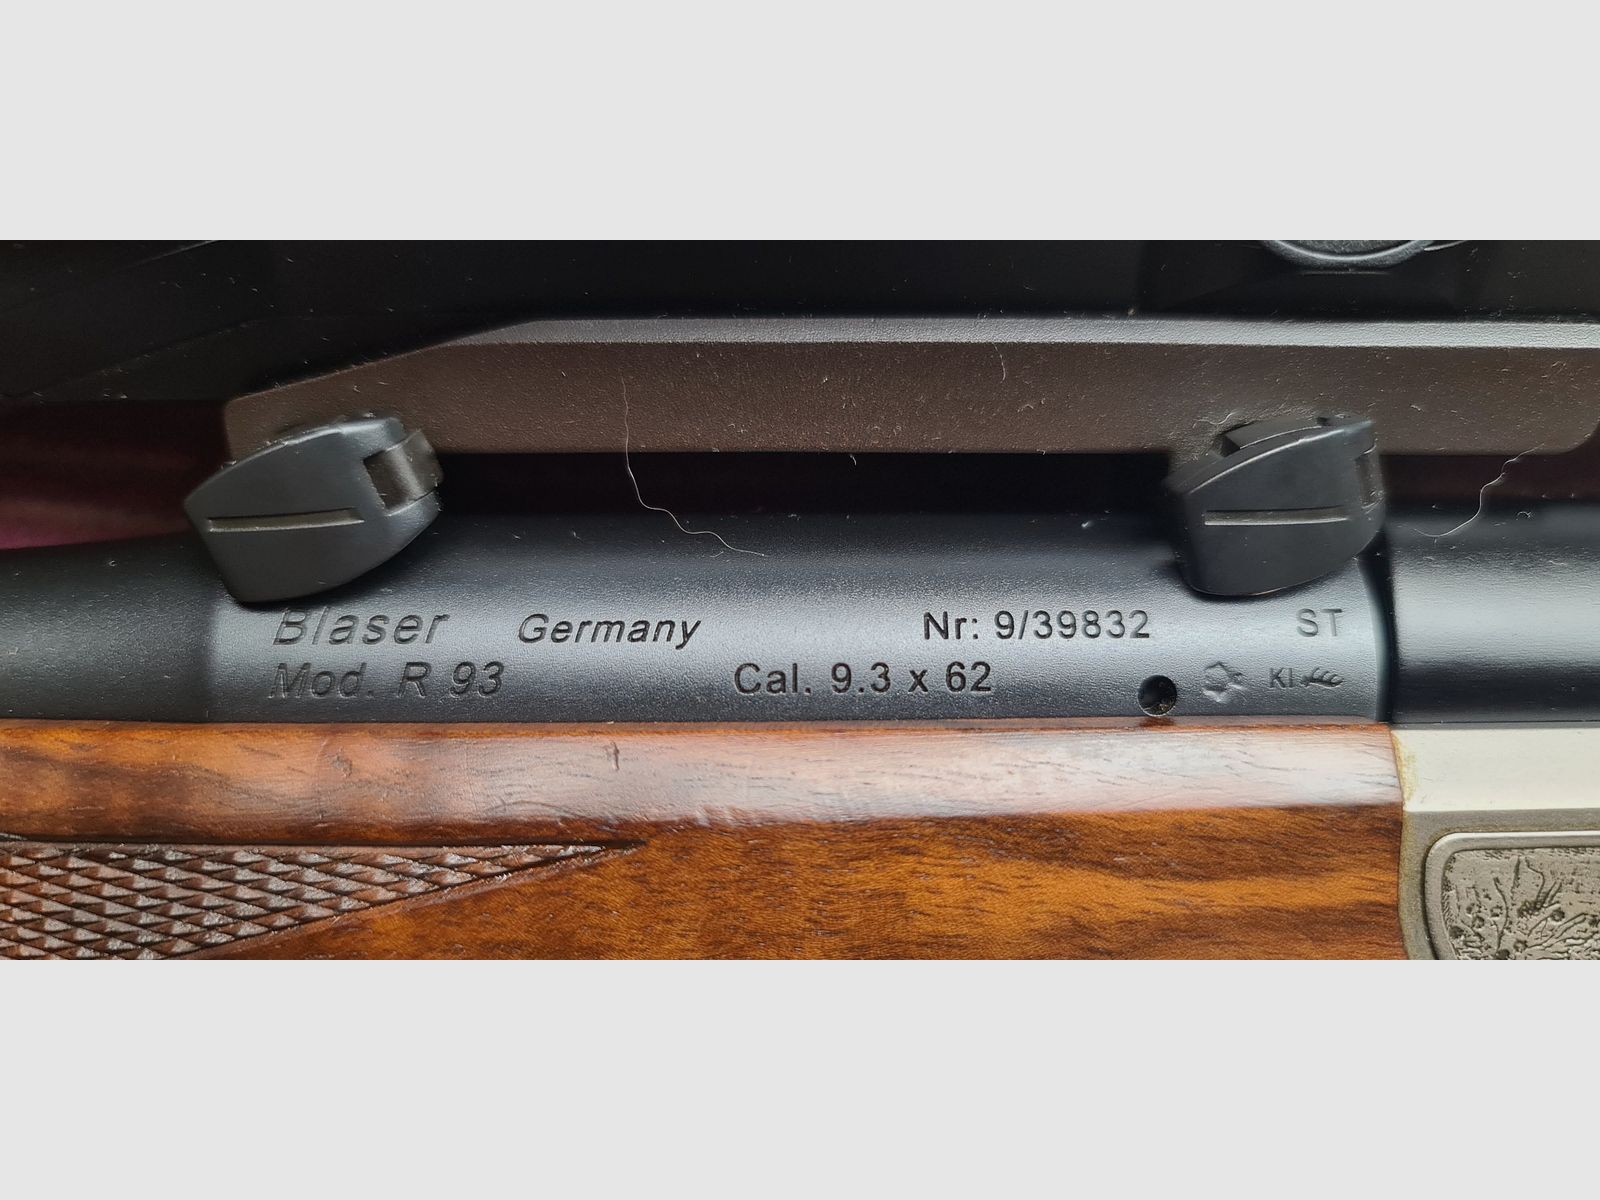 Blaser Germany Nr: 9/39832 ST
Mod. R 93 Cal. 9.3 x 62 KI